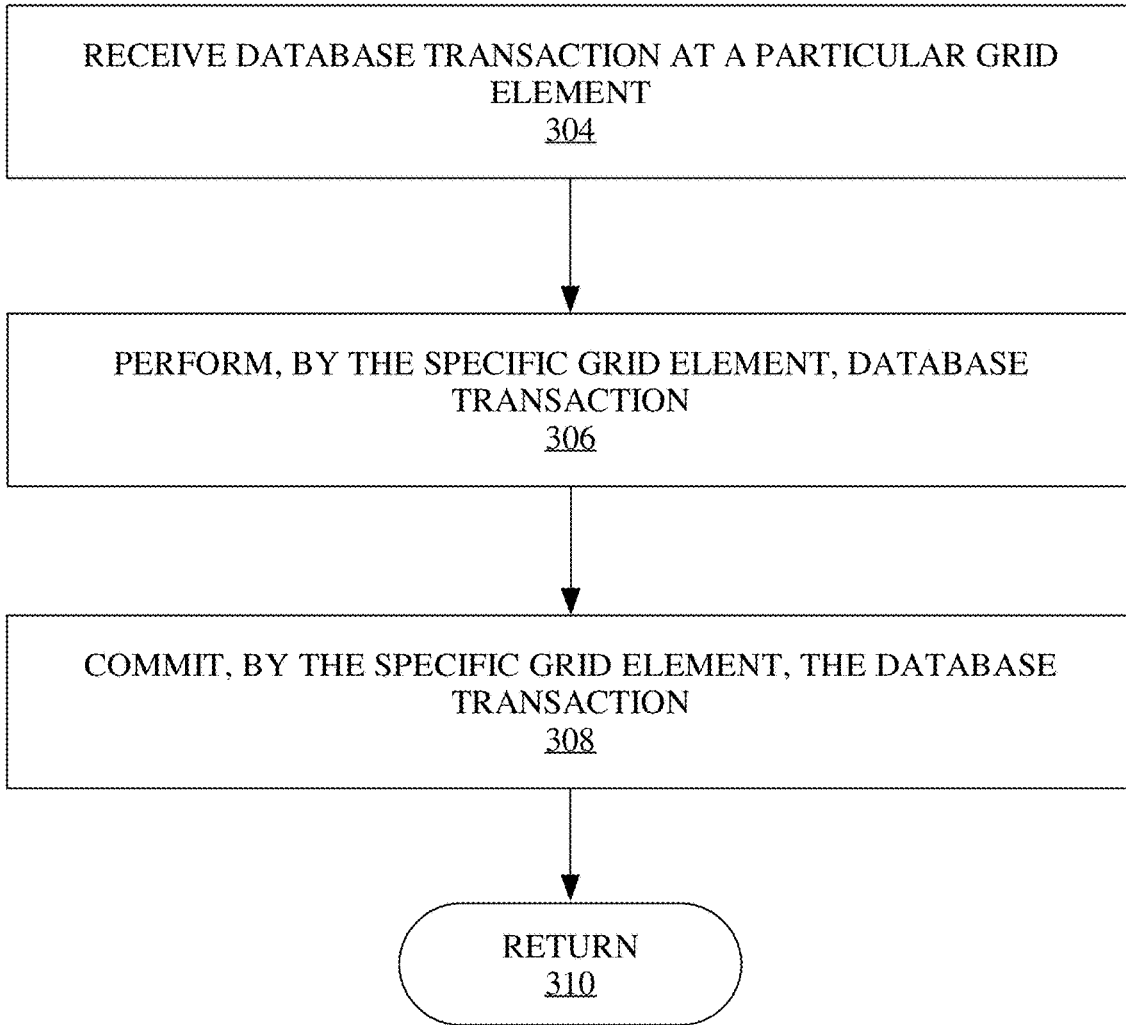 RECEIVE DATABASE TRANSACTION AT A PARTICULAR GRID
ELEMENT
304
PERFORM, BY THE SPECIFIC GRID ELEMENT, DATABASE
TRANSACTION
306
COMMIT, BY THE SPECIFIC GRID ELEMENT, THE DATABASE
TRANSACTION
308
RETURN
310